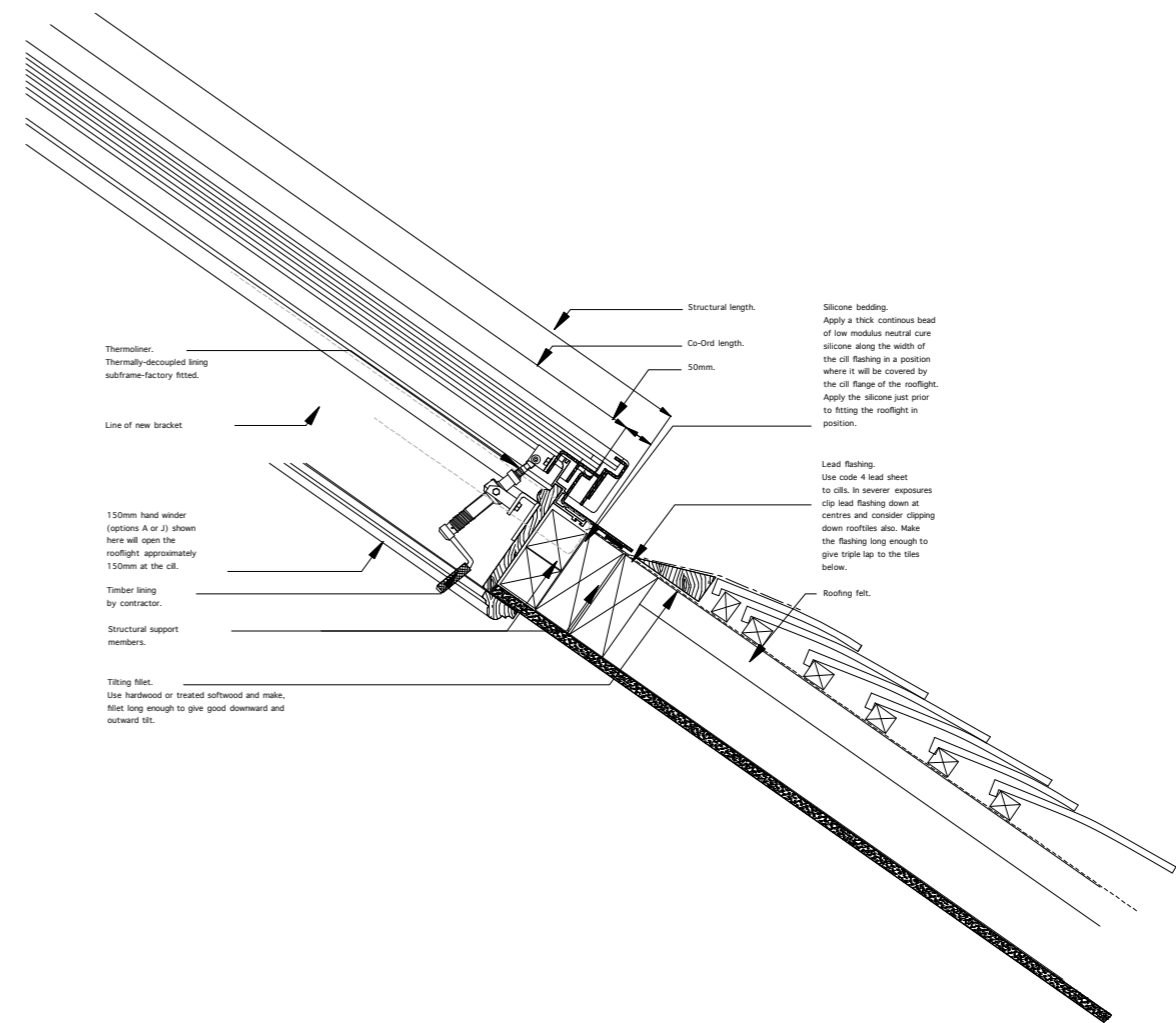 Structural length.
Co-Ord length.
50mm.
Silicone bedding.
Apply a thick continous bead
of low modulus neutral cure
silicone along the width of
the cill flashing in a position
where it will be covered by
the cill flange of the rooflight.
Apply the silicone just prior
to fitting the rooflight in
position.
Lead flashing.
Use code 4 lead sheet
to cills. In severer exposures
clip lead flashing down at
centres and consider clipping
down rooftiles also. Make
the flashing long enough to
give triple lap to the tiles
below.
Roofing felt.
Thermoliner.
Thermally-decoupled lining
subframe-factory fitted.
Line of new bracket
150mm hand winder
(options A or J) shown
here will open the
rooflight approximately
150mm at the cill.
Timber lining
by contractor.
Structural support
members.
Tilting fillet.
Use hardwood or treated softwood and make,
fillet long enough to give good downward and
outward tilt.